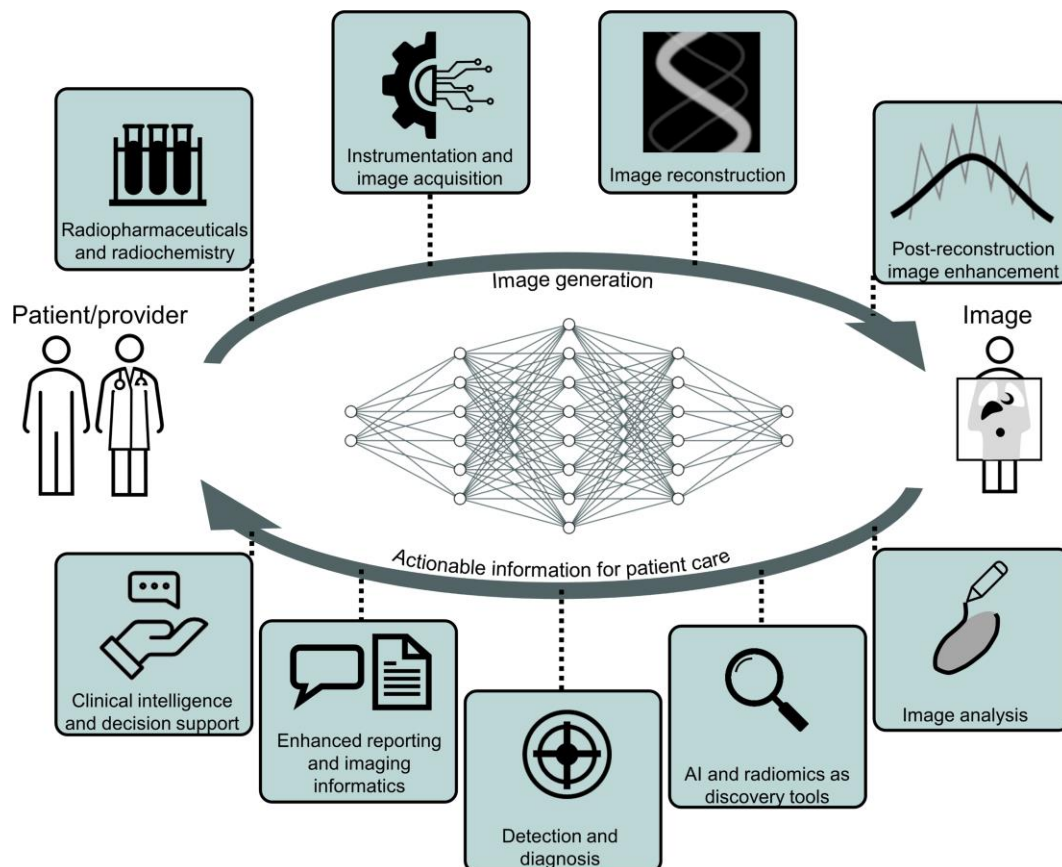 Radiopharmaceuticals
and radiochemistry
Instrumentation and
image acquisition
Image reconstruction
Post-reconstruction
image enhancement
Image generation
Patient/provider
Image
Actionable information for patient care
Clinical intelligence
and decision support
Enhanced reporting
and imaging
informatics
Detection and
diagnosis
AI and radiomics as
discovery tools
Image analysis